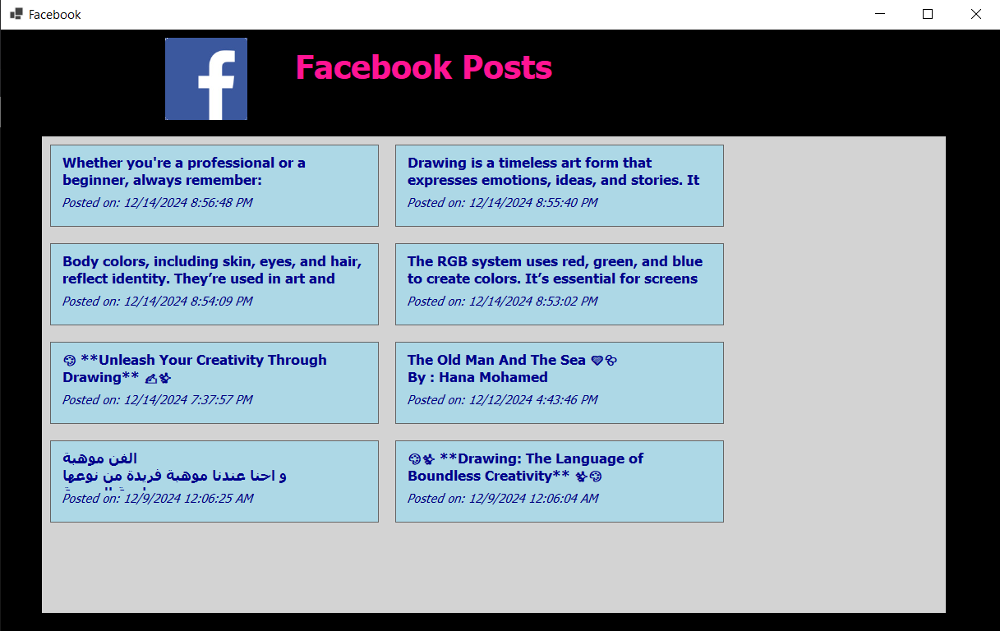 Facebook
Facebook Posts
Whether you're a professional or a
beginner, always remember:
Posted on: 12/14/2024 8:56:48 PM
Drawing is a timeless art form that
expresses emotions, ideas, and stories. It
Posted on: 12/14/2024 8:55:40 PM
Body colors, including skin, eyes, and hair,
reflect identity. They’re used in art and
Posted on: 12/14/2024 8:54:09 PM
The RGB system uses red, green, and blue
to create colors. It’s essential for screens
Posted on: 12/14/2024 8:53:02 PM
🎨 **Unleash Your Creativity Through
Drawing** ✍✨
Posted on: 12/14/2024 7:37:57 PM
The Old Man And The Sea
By : Hana Mohamed
Posted on: 12/12/2024 4:43:46 PM
الفن موهبة
و احنا عندنا موهبة فريدة من نوعها
Posted on: 12/9/2024 12:06:25 AM
🎨✨ **Drawing: The Language of
Boundless Creativity** ✨🎨
Posted on: 12/9/2024 12:06:04 AM